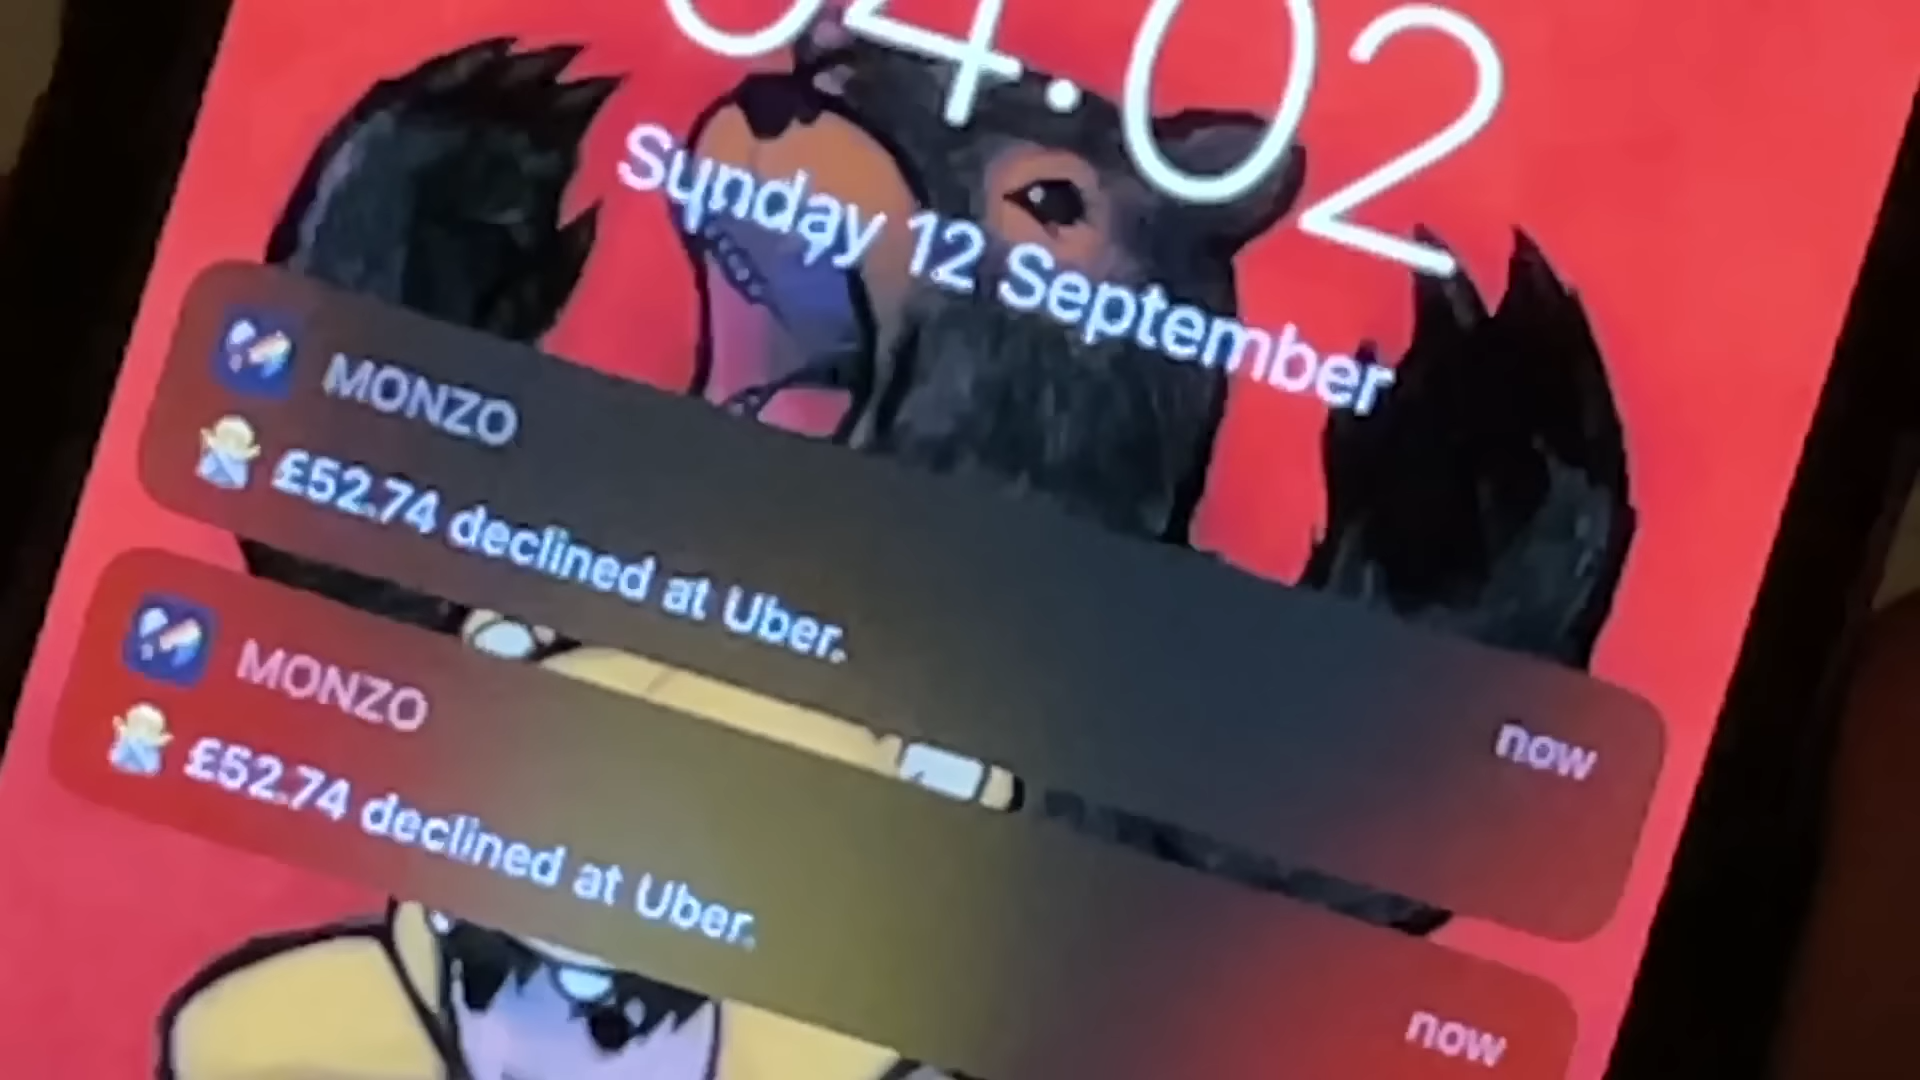 04:02
Sunday 12 September
MONZO
£52.74 declined at Uber.
now
MONZO
£52.74 declined at Uber.
now